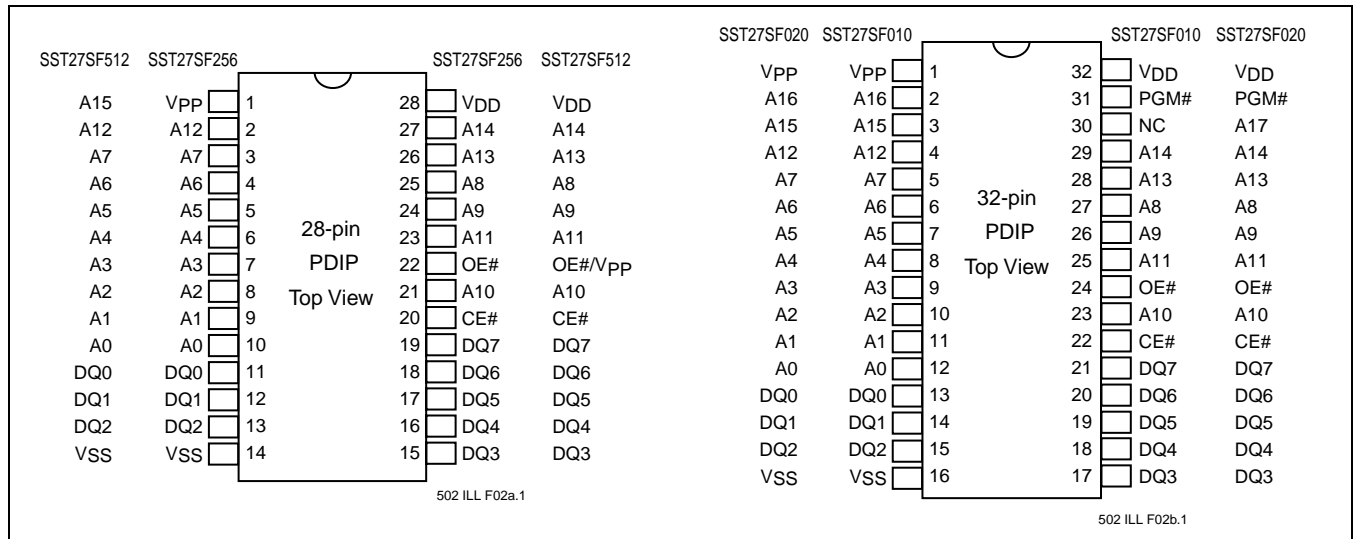 SST27SF512 SST27SF256 SST27SF256 SST27SF512
A15 VPP 1 28 VDD VDD
A12 A12 2 27 A14 A14
A7 A7 3 26 A13 A13
A6 A6 4 25 A8 A8
A5 A5 5 24 A9 A9
A4 A4 6 23 A11 A11
A3 A3 7 22 OE# OE#/VPP
A2 A2 8 21 A10 A10
A1 A1 9 20 CE# CE#
A0 A0 10 19 DQ7 DQ7
DQ0 DQ0 11 18 DQ6 DQ6
DQ1 DQ1 12 17 DQ5 DQ5
DQ2 DQ2 13 16 DQ4 DQ4
VSS VSS 14 15 DQ3 DQ3
28-pin
PDIP
Top View
502 ILL F02a.1
SST27SF020 SST27SF010 SST27SF010 SST27SF020
VPP VPP 1 32 VDD VDD
A16 A16 2 31 PGM# PGM#
A15 A15 3 30 NC A17
A12 A12 4 29 A14 A14
A7 A7 5 28 A13 A13
A6 A6 6 27 A8 A8
A5 A5 7 26 A9 A9
A4 A4 8 25 A11 A11
A3 A3 9 24 OE# OE#
A2 A2 10 23 A10 A10
A1 A1 11 22 CE# CE#
A0 A0 12 21 DQ7 DQ7
DQ0 DQ0 13 20 DQ6 DQ6
DQ1 DQ1 14 19 DQ5 DQ5
DQ2 DQ2 15 18 DQ4 DQ4
VSS VSS 16 17 DQ3 DQ3
32-pin
PDIP
Top View
502 ILL F02b.1